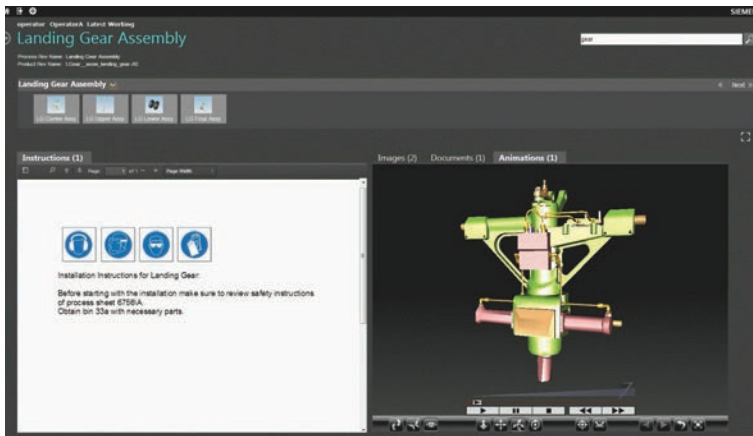 SIEME
operator OperatorA Latest Working
Landing Gear Assembly
gear
Process Rev Name: Landing Gear Assembly
Landing Gear Assembly
Next
LG Center Assy
LG Upper Assy
LG Lower Assy
LG Final Assy
Instructions (1)
Images (2)
Documents (1)
Animations (1)
Page
of 1
Page Width
Installation Instructions for Landing Gear:
Before starting with the installation make sure to review safety instructions
of process sheet 6756\A.
Obtain bin 33a with necessary parts.